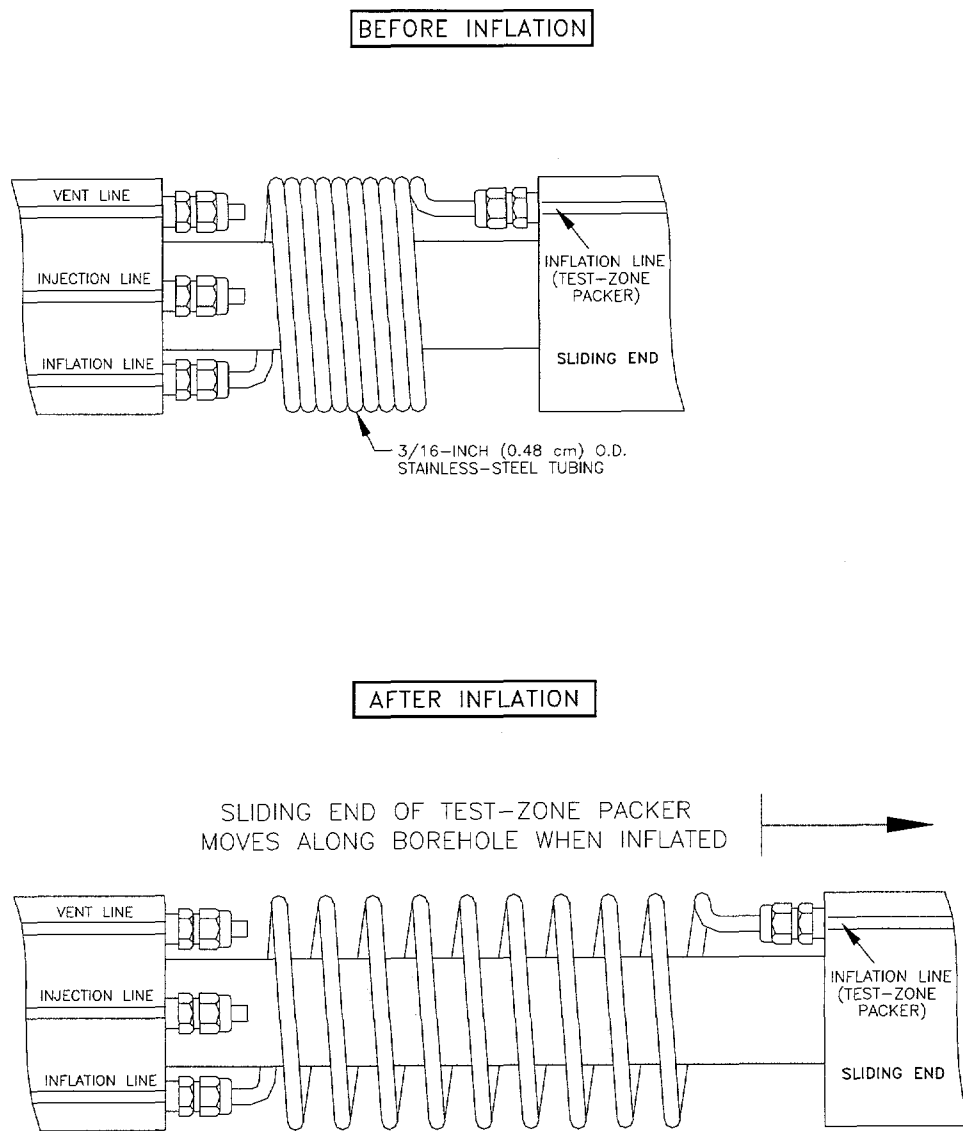 BEFORE INFLATION
VENT LINE
INJECTION LINE
INFLATION LINE
INFLATION LINE
(TEST-ZONE
PACKER)
SLIDING END
3/16-INCH (0.48 cm) O.D.
STAINLESS-STEEL TUBING
AFTER INFLATION
SLIDING END OF TEST-ZONE PACKER
MOVES ALONG BOREHOLE WHEN INFLATED
VENT LINE
INJECTION LINE
INFLATION LINE
INFLATION LINE
(TEST-ZONE
PACKER)
SLIDING END